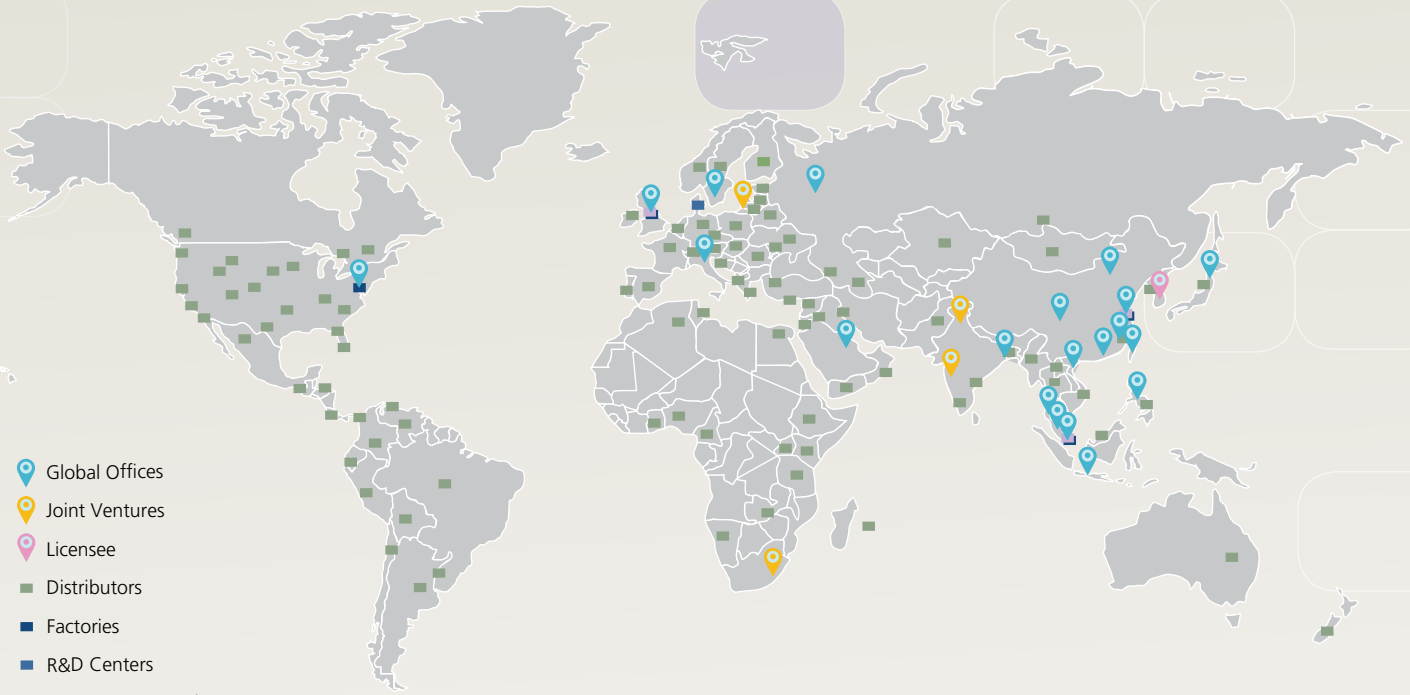 Global Offices
Joint Ventures
Licensee
Distributors
Factories
R&D Centers